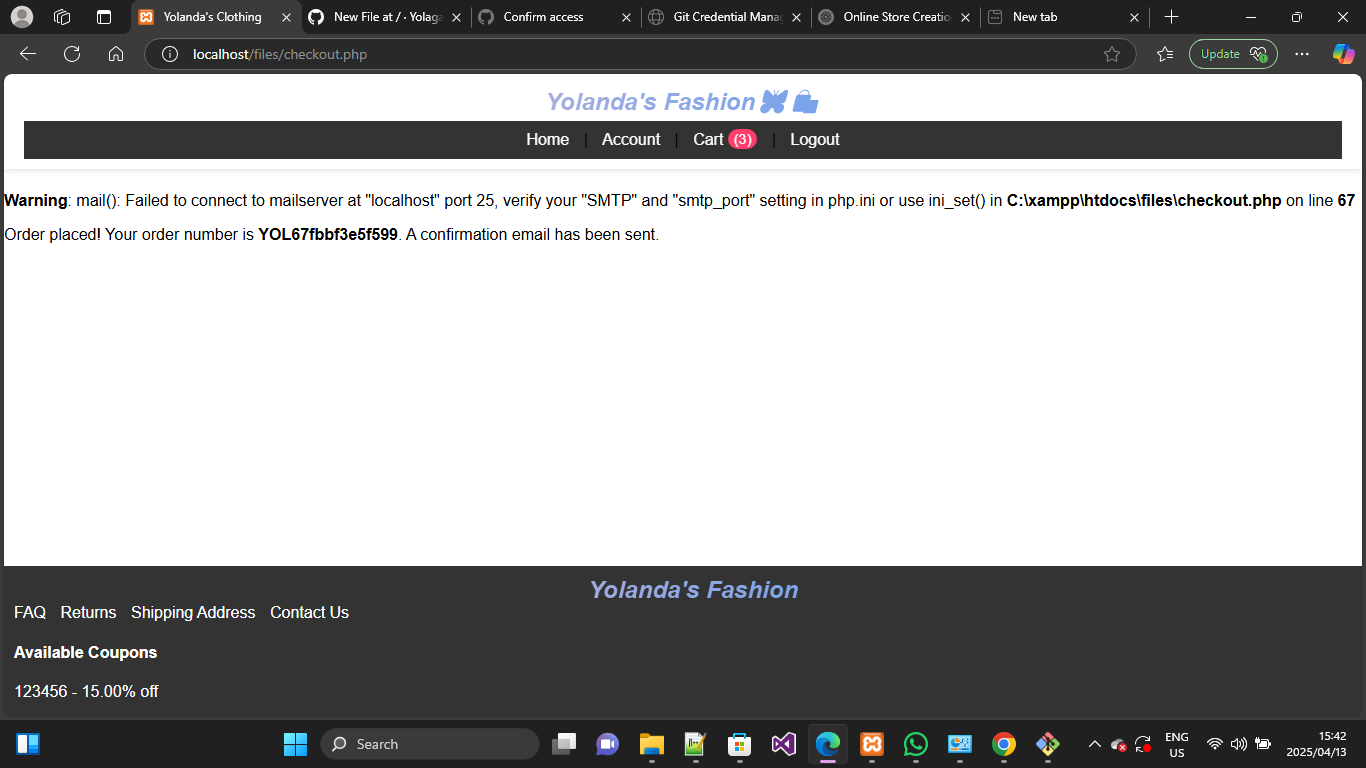 Yolanda's Clothing
New File at / · Yolaga
Confirm access
Git Credential Mana
Online Store Creatio
New tab
localhost/files/checkout.php
Update
Yolanda's Fashion
Home | Account | Cart (3) | Logout
Warning: mail(): Failed to connect to mailserver at "localhost" port 25, verify your "SMTP" and "smtp_port" setting in php.ini or use ini_set() in C:\xampp\htdocs\files\checkout.php on line 67
Order placed! Your order number is YOL67fbbf3e5f599. A confirmation email has been sent.
Yolanda's Fashion
FAQ Returns Shipping Address Contact Us
Available Coupons
123456 - 15.00% off
Search
ENG
US
15:42
2025/04/13